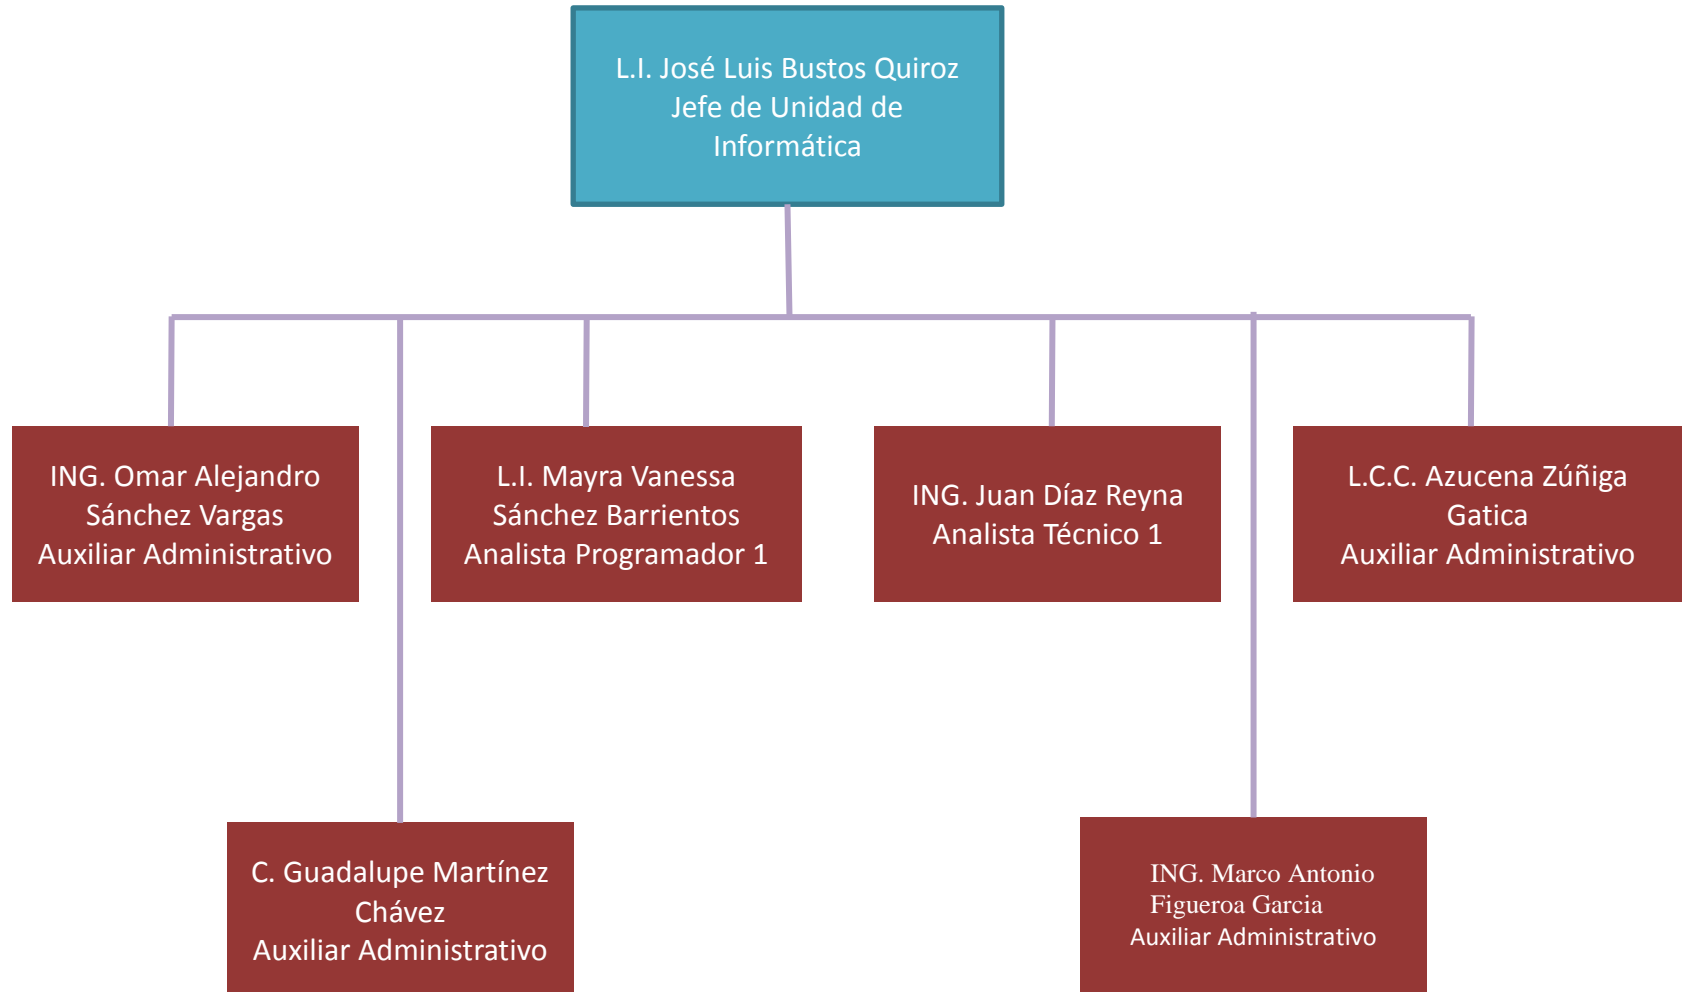 L.I. José Luis Bustos Quiroz
Jefe de Unidad de
Informática
ING. Omar Alejandro
Sánchez Vargas
Auxiliar Administrativo
L.I. Mayra Vanessa
Sánchez Barrientos
Analista Programador 1
ING. Juan Díaz Reyna
Analista Técnico 1
L.C.C. Azucena Zúñiga
Gatica
Auxiliar Administrativo
C. Guadalupe Martínez
Chávez
Auxiliar Administrativo
ING. Marco Antonio
Figueroa Garcia
Auxiliar Administrativo